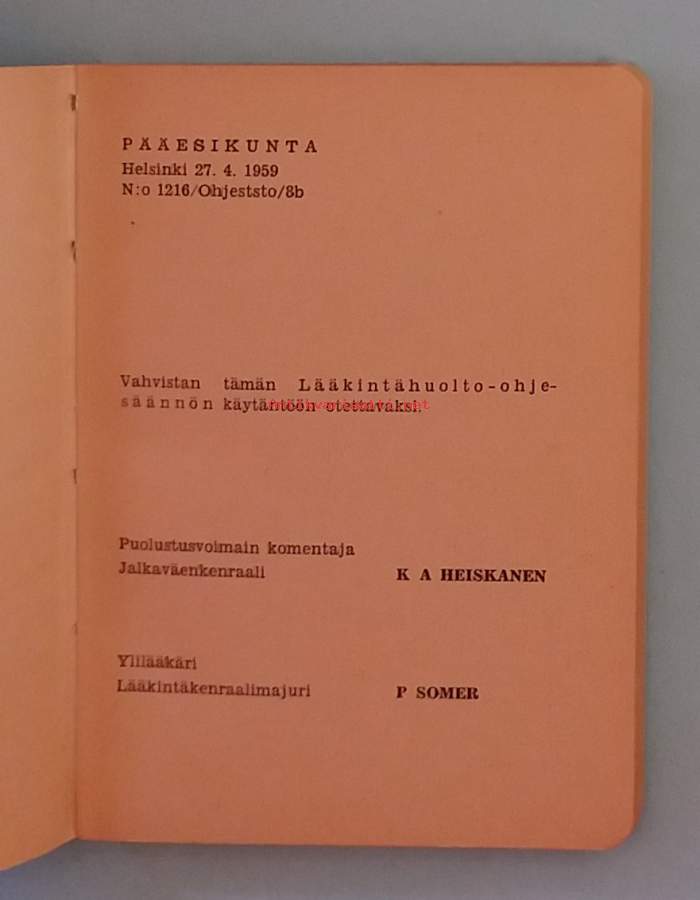 PÄÄESIKUNTA
Helsinki 27. 4. 1959
N:o 1216/Ohjeststo/8b
Vahvistan tämän Lääkintähuolto-ohje-
säännön käytäntöön otettavaksi.
Puolustusvoimain komentaja
Jalkaväenkenraali K A HEISKANEN
Ylilääkäri
Lääkintäkenraalimajuri P SOMER